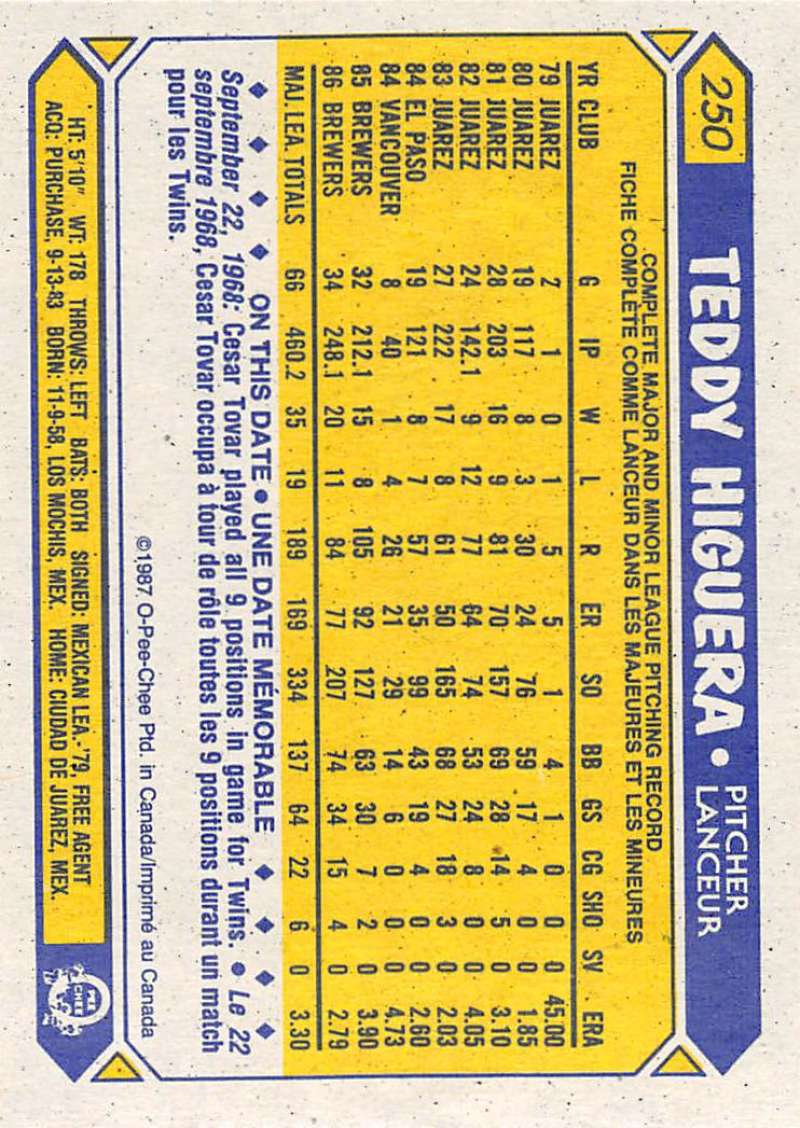 250
TEDDY HIGUERA • PITCHER
LANCEUR
COMPLETE MAJOR AND MINOR LEAGUE PITCHING RECORD
FICHE COMPLÈTE COMME LANCEUR DANS LES MAJEURES ET LES MINEURES
YR CLUB G IP W L R ER SO BB GS CG SHO SV ERA
79 JUAREZ 2 1 0 1 5 5 1 4 1 0 0 0 45.00
80 JUAREZ 19 117 8 3 30 24 76 59 17 4 0 0 1.85
81 JUAREZ 28 203 16 9 81 70 157 69 28 14 5 0 3.10
82 JUAREZ 24 142.1 9 12 77 64 74 53 24 8 0 0 4.05
83 JUAREZ 27 222 17 8 61 50 165 68 27 18 3 0 2.03
84 EL PASO 19 121 8 7 57 35 99 43 19 4 0 0 2.60
84 VANCOUVER 8 40 1 4 26 21 29 14 6 0 0 0 4.73
85 BREWERS 32 212.1 15 8 105 92 127 63 30 7 2 0 3.90
86 BREWERS 34 248.1 20 11 84 77 207 74 34 15 4 0 2.79
MAJ. LEA. TOTALS 66 460.2 35 19 189 169 334 137 64 22 6 0 3.30
ON THIS DATE • UNE DATE MÉMORABLE
September 22, 1968: Cesar Tovar played all 9 positions in game for Twins. • Le 22
septembre 1968, Cesar Tovar occupa à tour de rôle toutes les 9 positions durant un match
pour les Twins.
©1987 O-Pee-Chee Ptd. in Canada/Imprimé au Canada
HT: 5'10" WT: 178 THROWS: LEFT BATS: BOTH SIGNED: MEXICAN LEA.-'79, FREE AGENT
ACQ: PURCHASE, 9-13-83 BORN: 11-9-58, LOS MOCHIS, MEX. HOME: CIUDAD DE JUAREZ, MEX.
O
PEE
CHEE